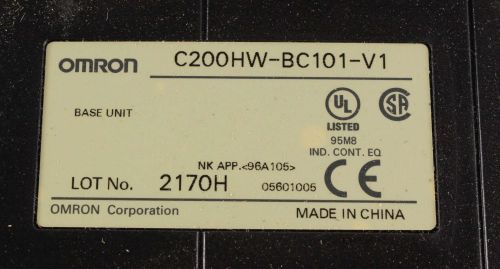 OMRON C200HW-BC101-V1
BASE UNIT
UL SA
LISTED
95M8
IND. CONT. EQ
NK APP.<96A105>
LOT No. 2170H 05601005 CE
OMRON Corporation MADE IN CHINA